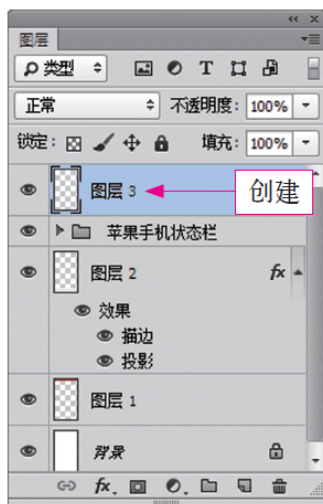 图层
类型
T
正常 不透明度: 100%
锁定: 填充: 100%
图层 3 创建
苹果手机状态栏
图层 2 fx
效果
描边
投影
图层 1
背景
fx